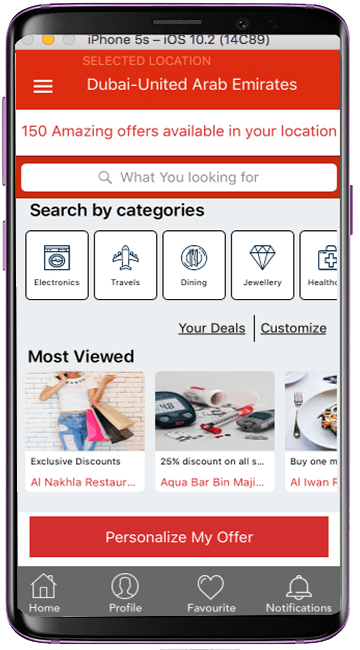 iPhone 5s – iOS 10.2 (14C89)
SELECTED LOCATION
Dubai-United Arab Emirates
150 Amazing offers available in your location
What You looking for
Search by categories
Electronics Travels Dining Jewellery Healthc
Your Deals Customize
Most Viewed
Exclusive Discounts 25% discount on all s... Buy one m
Al Nakhla Restaur... Aqua Bar Bin Maji... Al Iwan F
Personalize My Offer
Home Profile Favourite Notifications